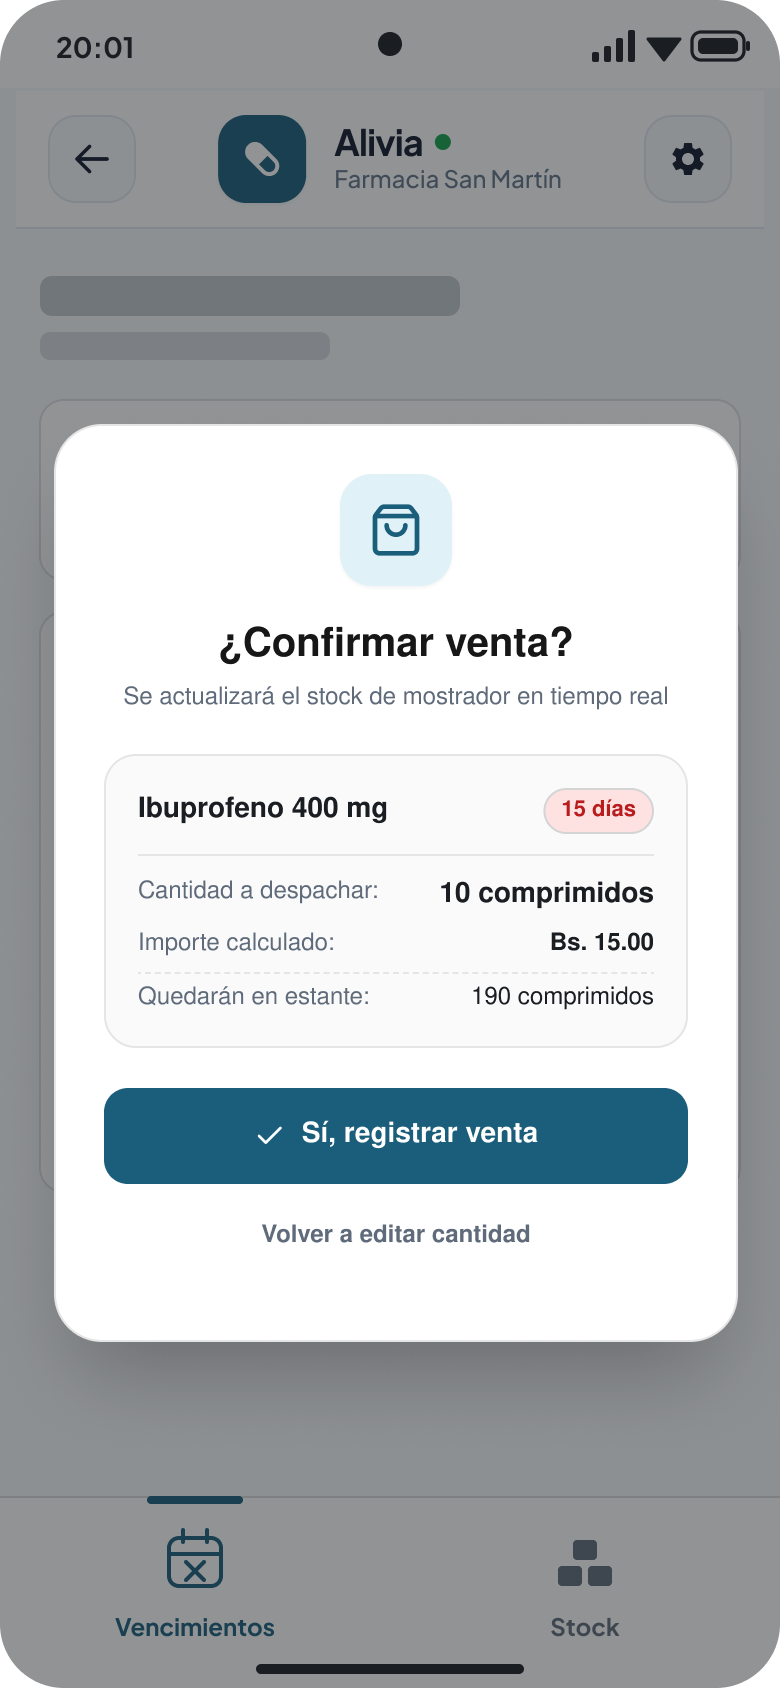 20:01
Alivia
Farmacia San Martín
¿Confirmar venta?
Se actualizará el stock de mostrador en tiempo real
Ibuprofeno 400 mg
15 días
Cantidad a despachar: 10 comprimidos
Importe calculado: Bs. 15.00
Quedarán en estante: 190 comprimidos
Sí, registrar venta
Volver a editar cantidad
Vencimientos
Stock